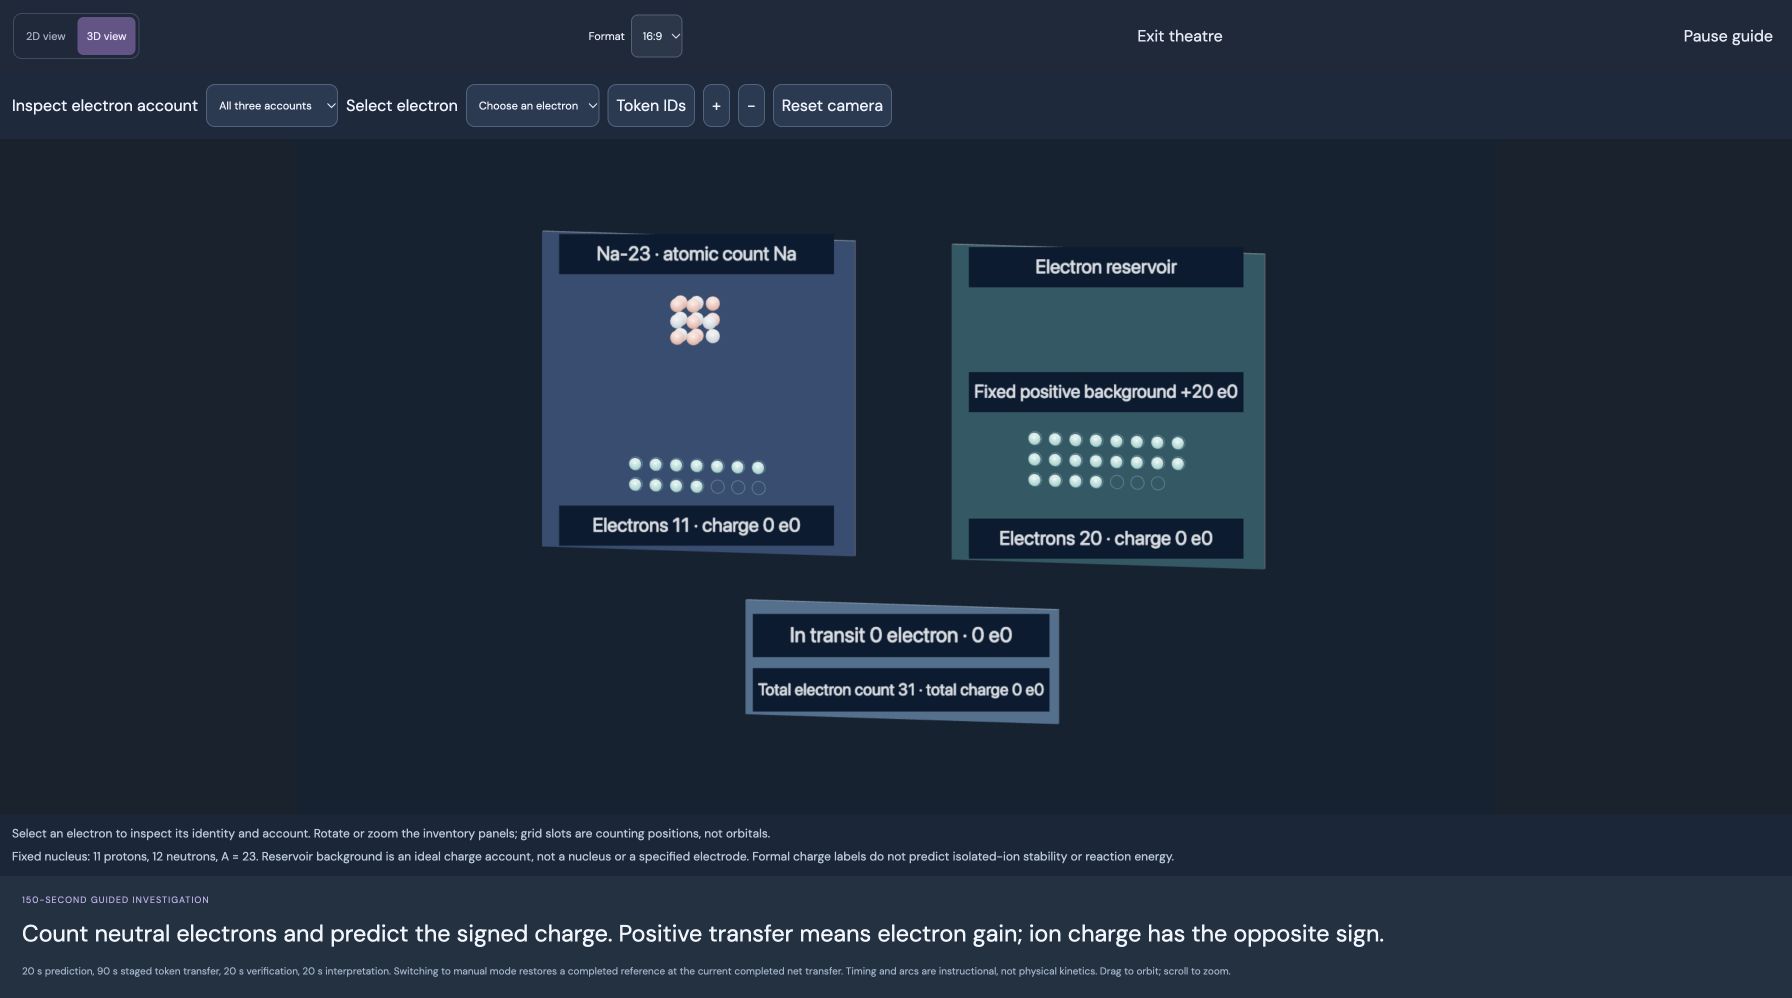 2D view
3D view
Format
16:9
Exit theatre
Pause guide
Inspect electron account
All three accounts
Select electron
Choose an electron
Token IDs
+
-
Reset camera
Na-23 · atomic count Na
Electrons 11 · charge 0 e0
Electron reservoir
Fixed positive background +20 e0
Electrons 20 · charge 0 e0
In transit 0 electron · 0 e0
Total electron count 31 · total charge 0 e0
Select an electron to inspect its identity and account. Rotate or zoom the inventory panels; grid slots are counting positions, not orbitals.
Fixed nucleus: 11 protons, 12 neutrons, A = 23. Reservoir background is an ideal charge account, not a nucleus or a specified electrode. Formal charge labels do not predict isolated-ion stability or reaction energy.
150-SECOND GUIDED INVESTIGATION
Count neutral electrons and predict the signed charge. Positive transfer means electron gain; ion charge has the opposite sign.
20 s prediction, 90 s staged token transfer, 20 s verification, 20 s interpretation. Switching to manual mode restores a completed reference at the current completed net transfer. Timing and arcs are instructional, not physical kinetics. Drag to orbit; scroll to zoom.